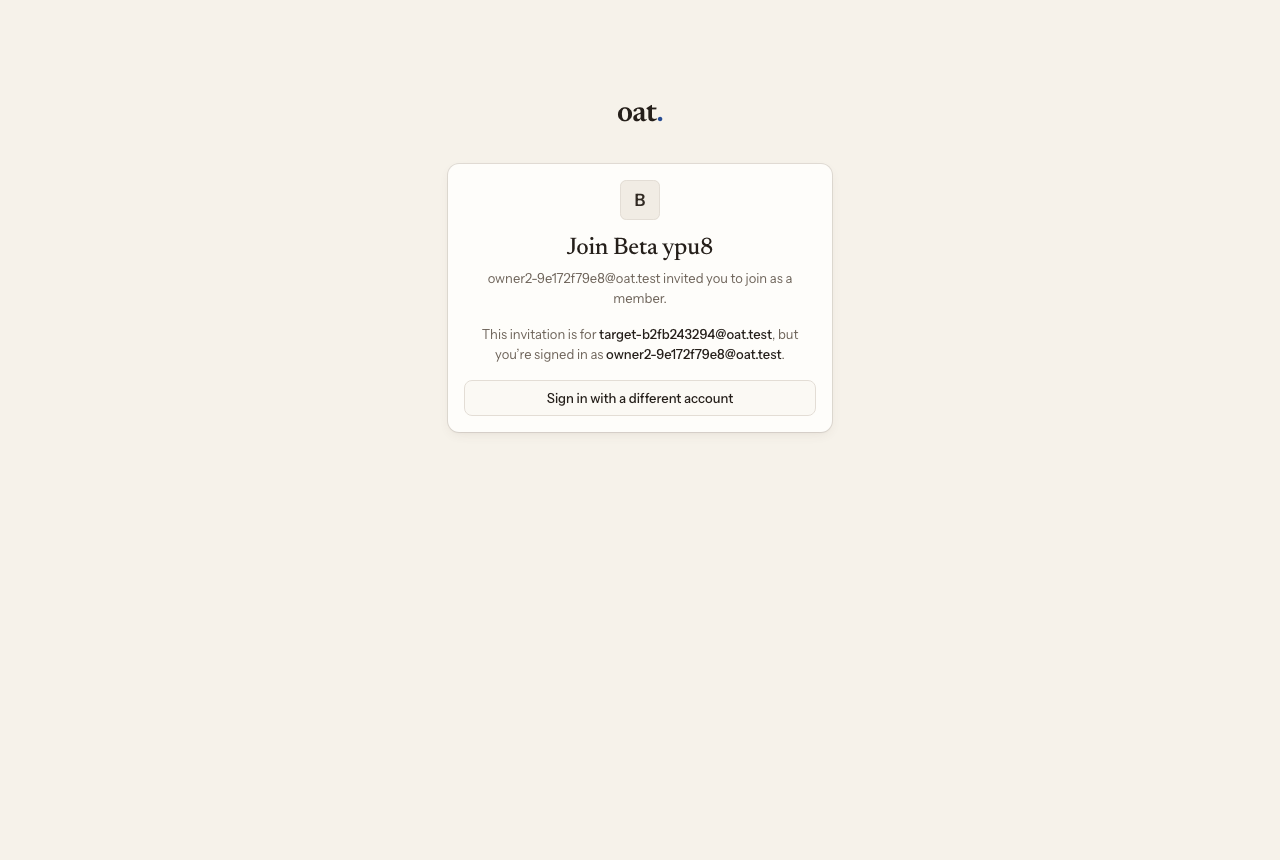 oat.
B
Join Beta ypu8
owner2-9e172f79e8@oat.test invited you to join as a
member.
This invitation is for target-b2fb243294@oat.test, but
you're signed in as owner2-9e172f79e8@oat.test.
Sign in with a different account